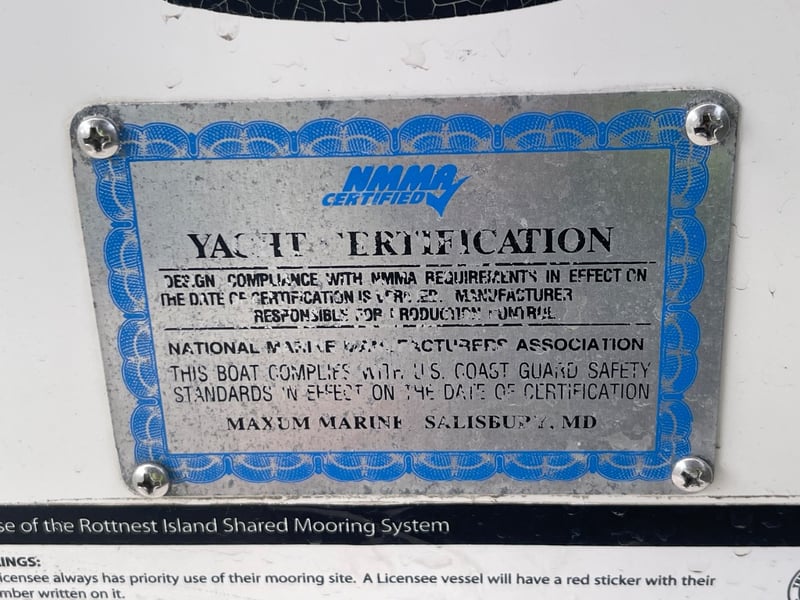 NMMA
CERTIFIED
YACHT CERTIFICATION
DESIGN COMPLIANCE WITH NMMA REQUIREMENTS IN EFFECT ON
THE DATE OF CERTIFICATION IS VERIFIED. MANUFACTURER
RESPONSIBLE FOR PRODUCTION CONTROL.
NATIONAL MARINE MANUFACTURERS ASSOCIATION
THIS BOAT COMPLIES WITH U.S. COAST GUARD SAFETY
STANDARDS IN EFFECT ON THE DATE OF CERTIFICATION
MAXUM MARINE, SALISBURY, MD
se of the Rottnest Island Shared Mooring System
INGS:
icensee always has priority use of their mooring site. A Licensee vessel will have a red sticker with their
mber written on it.